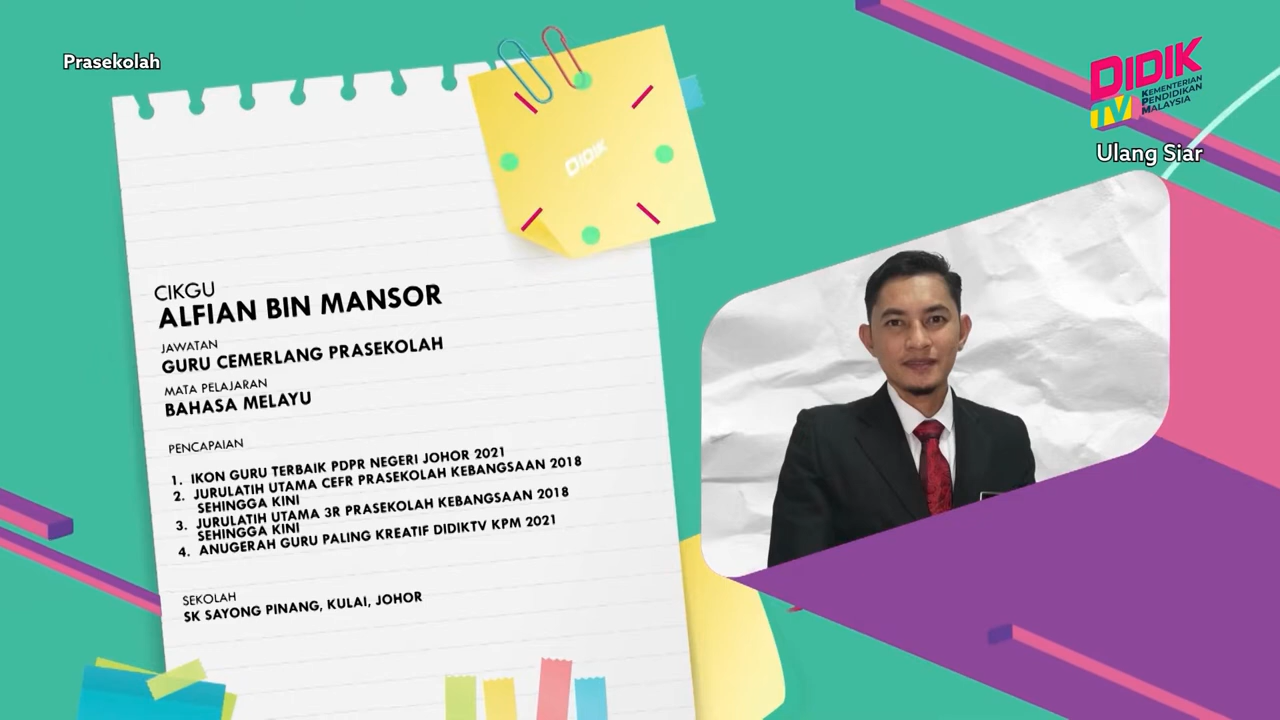 Prasekolah
DIDIK
TV
KEMENTERIAN
PENDIDIKAN
MALAYSIA
Ulang Siar
DIDIK
CIKGU
ALFIAN BIN MANSOR
JAWATAN
GURU CEMERLANG PRASEKOLAH
MATA PELAJARAN
BAHASA MELAYU
PENCAPAIAN
1. IKON GURU TERBAIK PDPR NEGERI JOHOR 2021
2. JURULATIH UTAMA CEFR PRASEKOLAH KEBANGSAAN 2018
SEHINGGA KINI
3. JURULATIH UTAMA 3R PRASEKOLAH KEBANGSAAN 2018
SEHINGGA KINI
4. ANUGERAH GURU PALING KREATIF DIDIKTV KPM 2021
SEKOLAH
SK SAYONG PINANG, KULAI, JOHOR